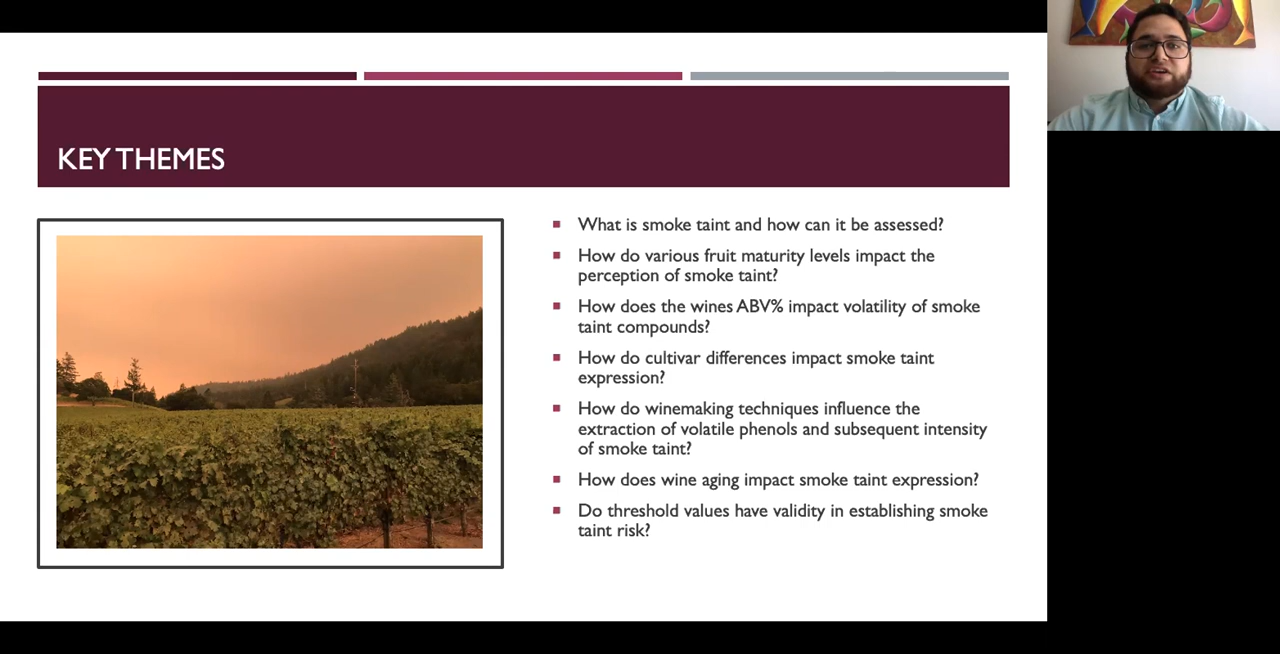 KEY THEMES
What is smoke taint and how can it be assessed?
How do various fruit maturity levels impact the
perception of smoke taint?
How does the wines ABV% impact volatility of smoke
taint compounds?
How do cultivar differences impact smoke taint
expression?
How do winemaking techniques influence the
extraction of volatile phenols and subsequent intensity
of smoke taint?
How does wine aging impact smoke taint expression?
Do threshold values have validity in establishing smoke
taint risk?